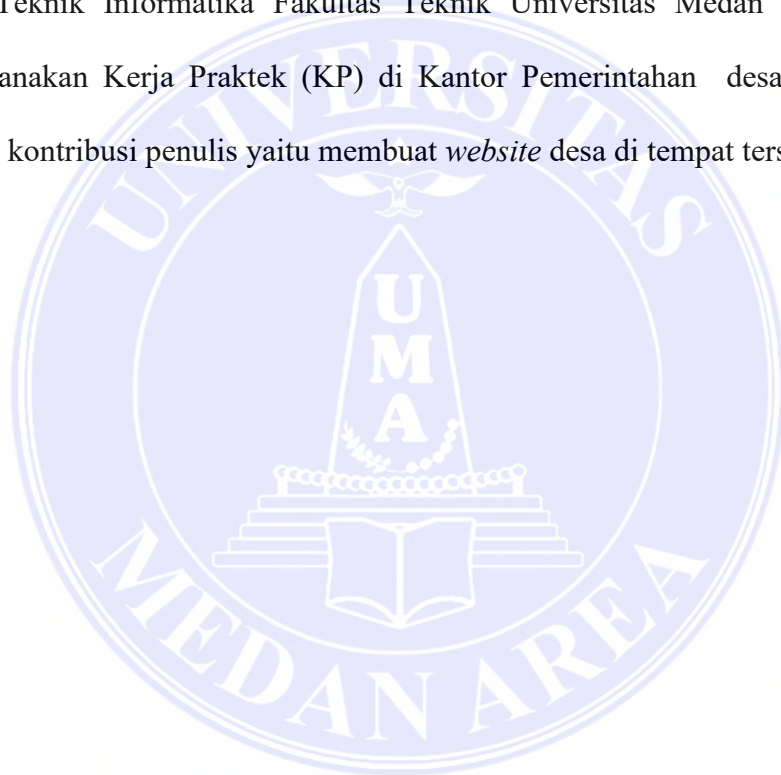 Teknik Informatika Fakultas Teknik Universitas Medan
anakan Kerja Praktek (KP) di Kantor Pemerintahan desa
kontribusi penulis yaitu membuat website desa di tempat ters
UNIVERSITAS
UMA
MEDAN AREA